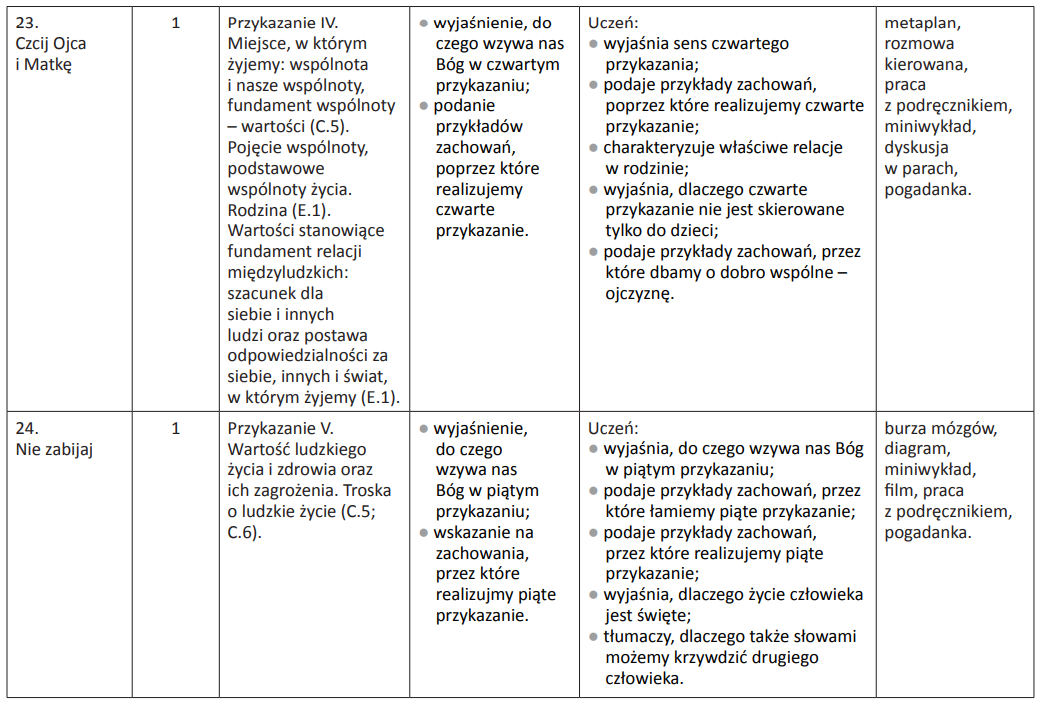 23.
Czcij Ojca
i Matkę
1
Przykazanie IV.
Miejsce, w którym
żyjemy: wspólnota
i nasze wspólnoty,
fundament wspólnoty
– wartości (C.5).
Pojęcie wspólnoty,
podstawowe
wspólnoty życia.
Rodzina (E.1).
Wartości stanowiące
fundament relacji
międzyludzkich:
szacunek dla
siebie i innych
ludzi oraz postawa
odpowiedzialności za
siebie, innych i świat,
w którym żyjemy (E.1).
● wyjaśnienie, do
czego wzywa nas
Bóg w czwartym
przykazaniu;
● podanie
przykładów
zachowań,
poprzez które
realizujemy
czwarte
przykazanie.
Uczeń:
● wyjaśnia sens czwartego
przykazania;
● podaje przykłady zachowań,
poprzez które realizujemy czwarte
przykazanie;
● charakteryzuje właściwe relacje
w rodzinie;
● wyjaśnia, dlaczego czwarte
przykazanie nie jest skierowane
tylko do dzieci;
● podaje przykłady zachowań, przez
które dbamy o dobro wspólne –
ojczyznę.
metaplan,
rozmowa
kierowana,
praca
z podręcznikiem,
miniwykład,
dyskusja
w parach,
pogadanka.
24.
Nie zabijaj
1
Przykazanie V.
Wartość ludzkiego
życia i zdrowia oraz
ich zagrożenia. Troska
o ludzkie życie (C.5;
C.6).
● wyjaśnienie,
do czego
wzywa nas
Bóg w piątym
przykazaniu;
● wskazanie na
zachowania,
przez które
realizujmy piąte
przykazanie.
Uczeń:
● wyjaśnia, do czego wzywa nas Bóg
w piątym przykazaniu;
● podaje przykłady zachowań, przez
które łamiemy piąte przykazanie;
● podaje przykłady zachowań,
przez które realizujemy piąte
przykazanie;
● wyjaśnia, dlaczego życie człowieka
jest święte;
● tłumaczy, dlaczego także słowami
możemy krzywdzić drugiego
człowieka.
burza mózgów,
diagram,
miniwykład,
film, praca
z podręcznikiem,
pogadanka.